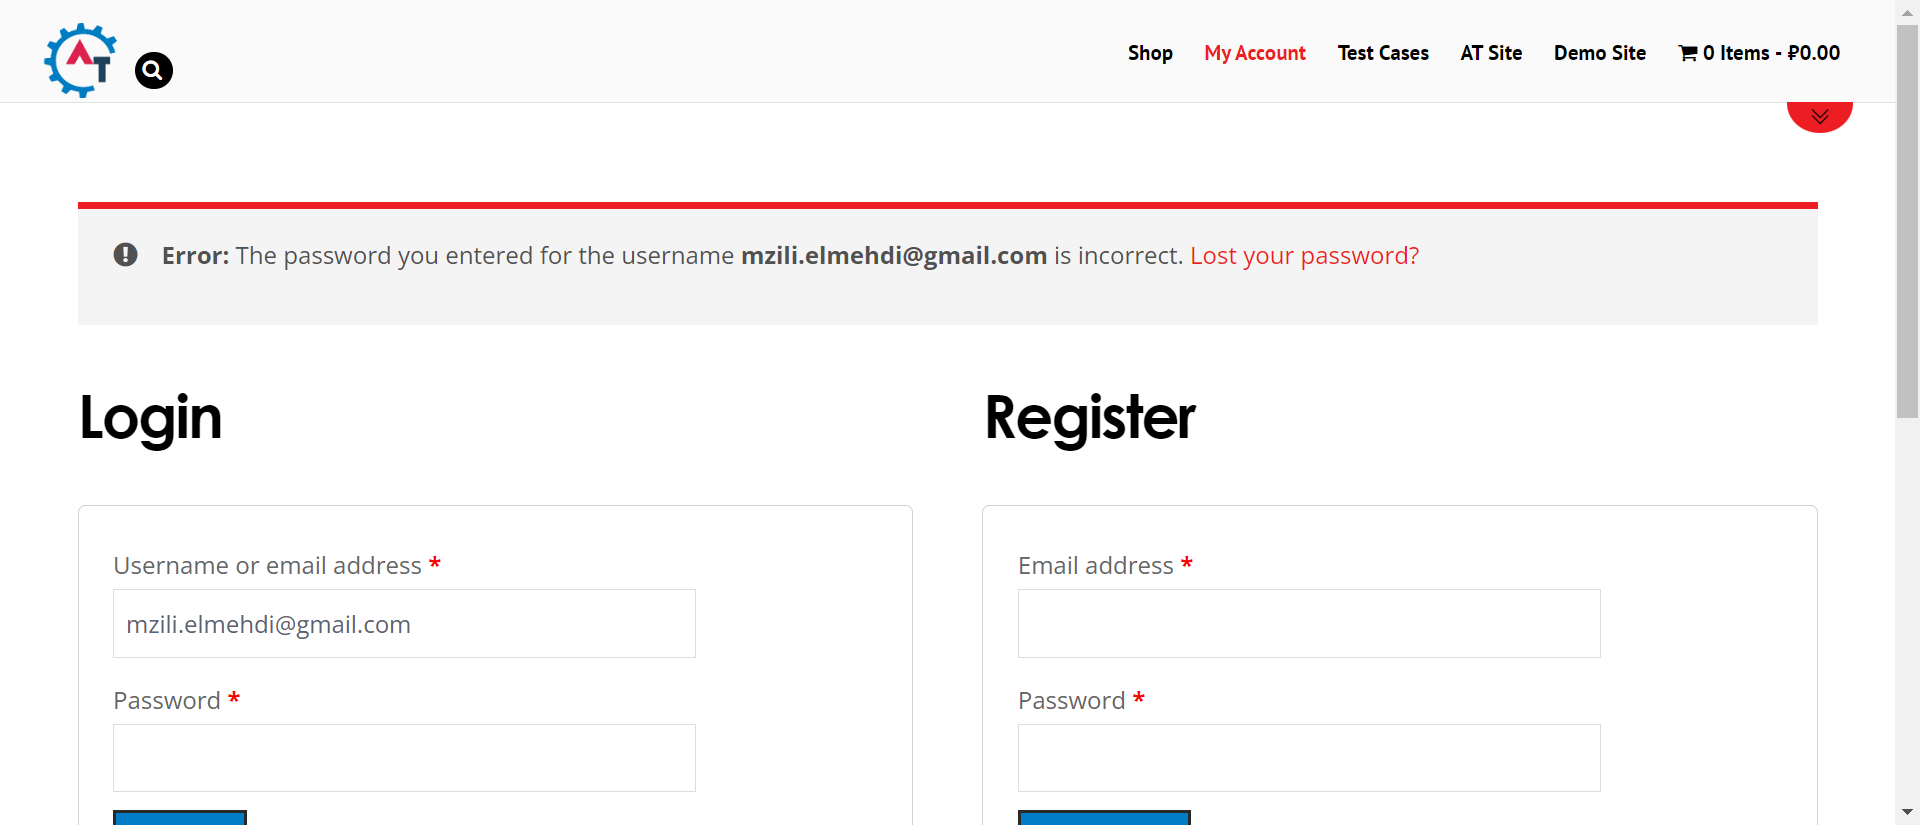 AT
Shop My Account Test Cases AT Site Demo Site 0 Items - ₽0.00
Error: The password you entered for the username mzili.elmehdi@gmail.com is incorrect. Lost your password?
Login
Register
Username or email address *
mzili.elmehdi@gmail.com
Password *
Email address *
Password *